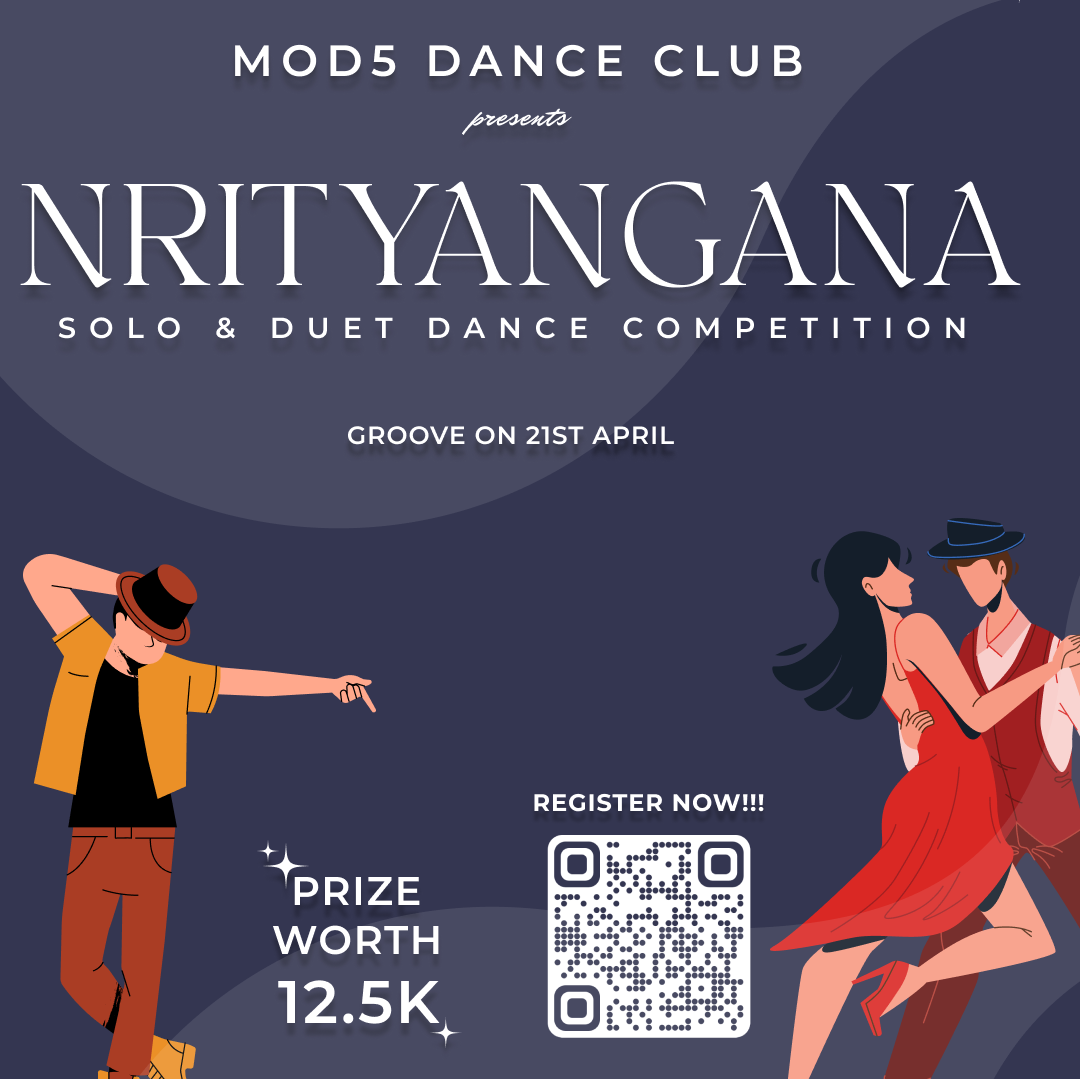 MOD5 DANCE CLUB
presents
NRITYANGANA
SOLO & DUET DANCE COMPETITION
GROOVE ON 21ST APRIL
REGISTER NOW!!!
PRIZE
WORTH
12.5K